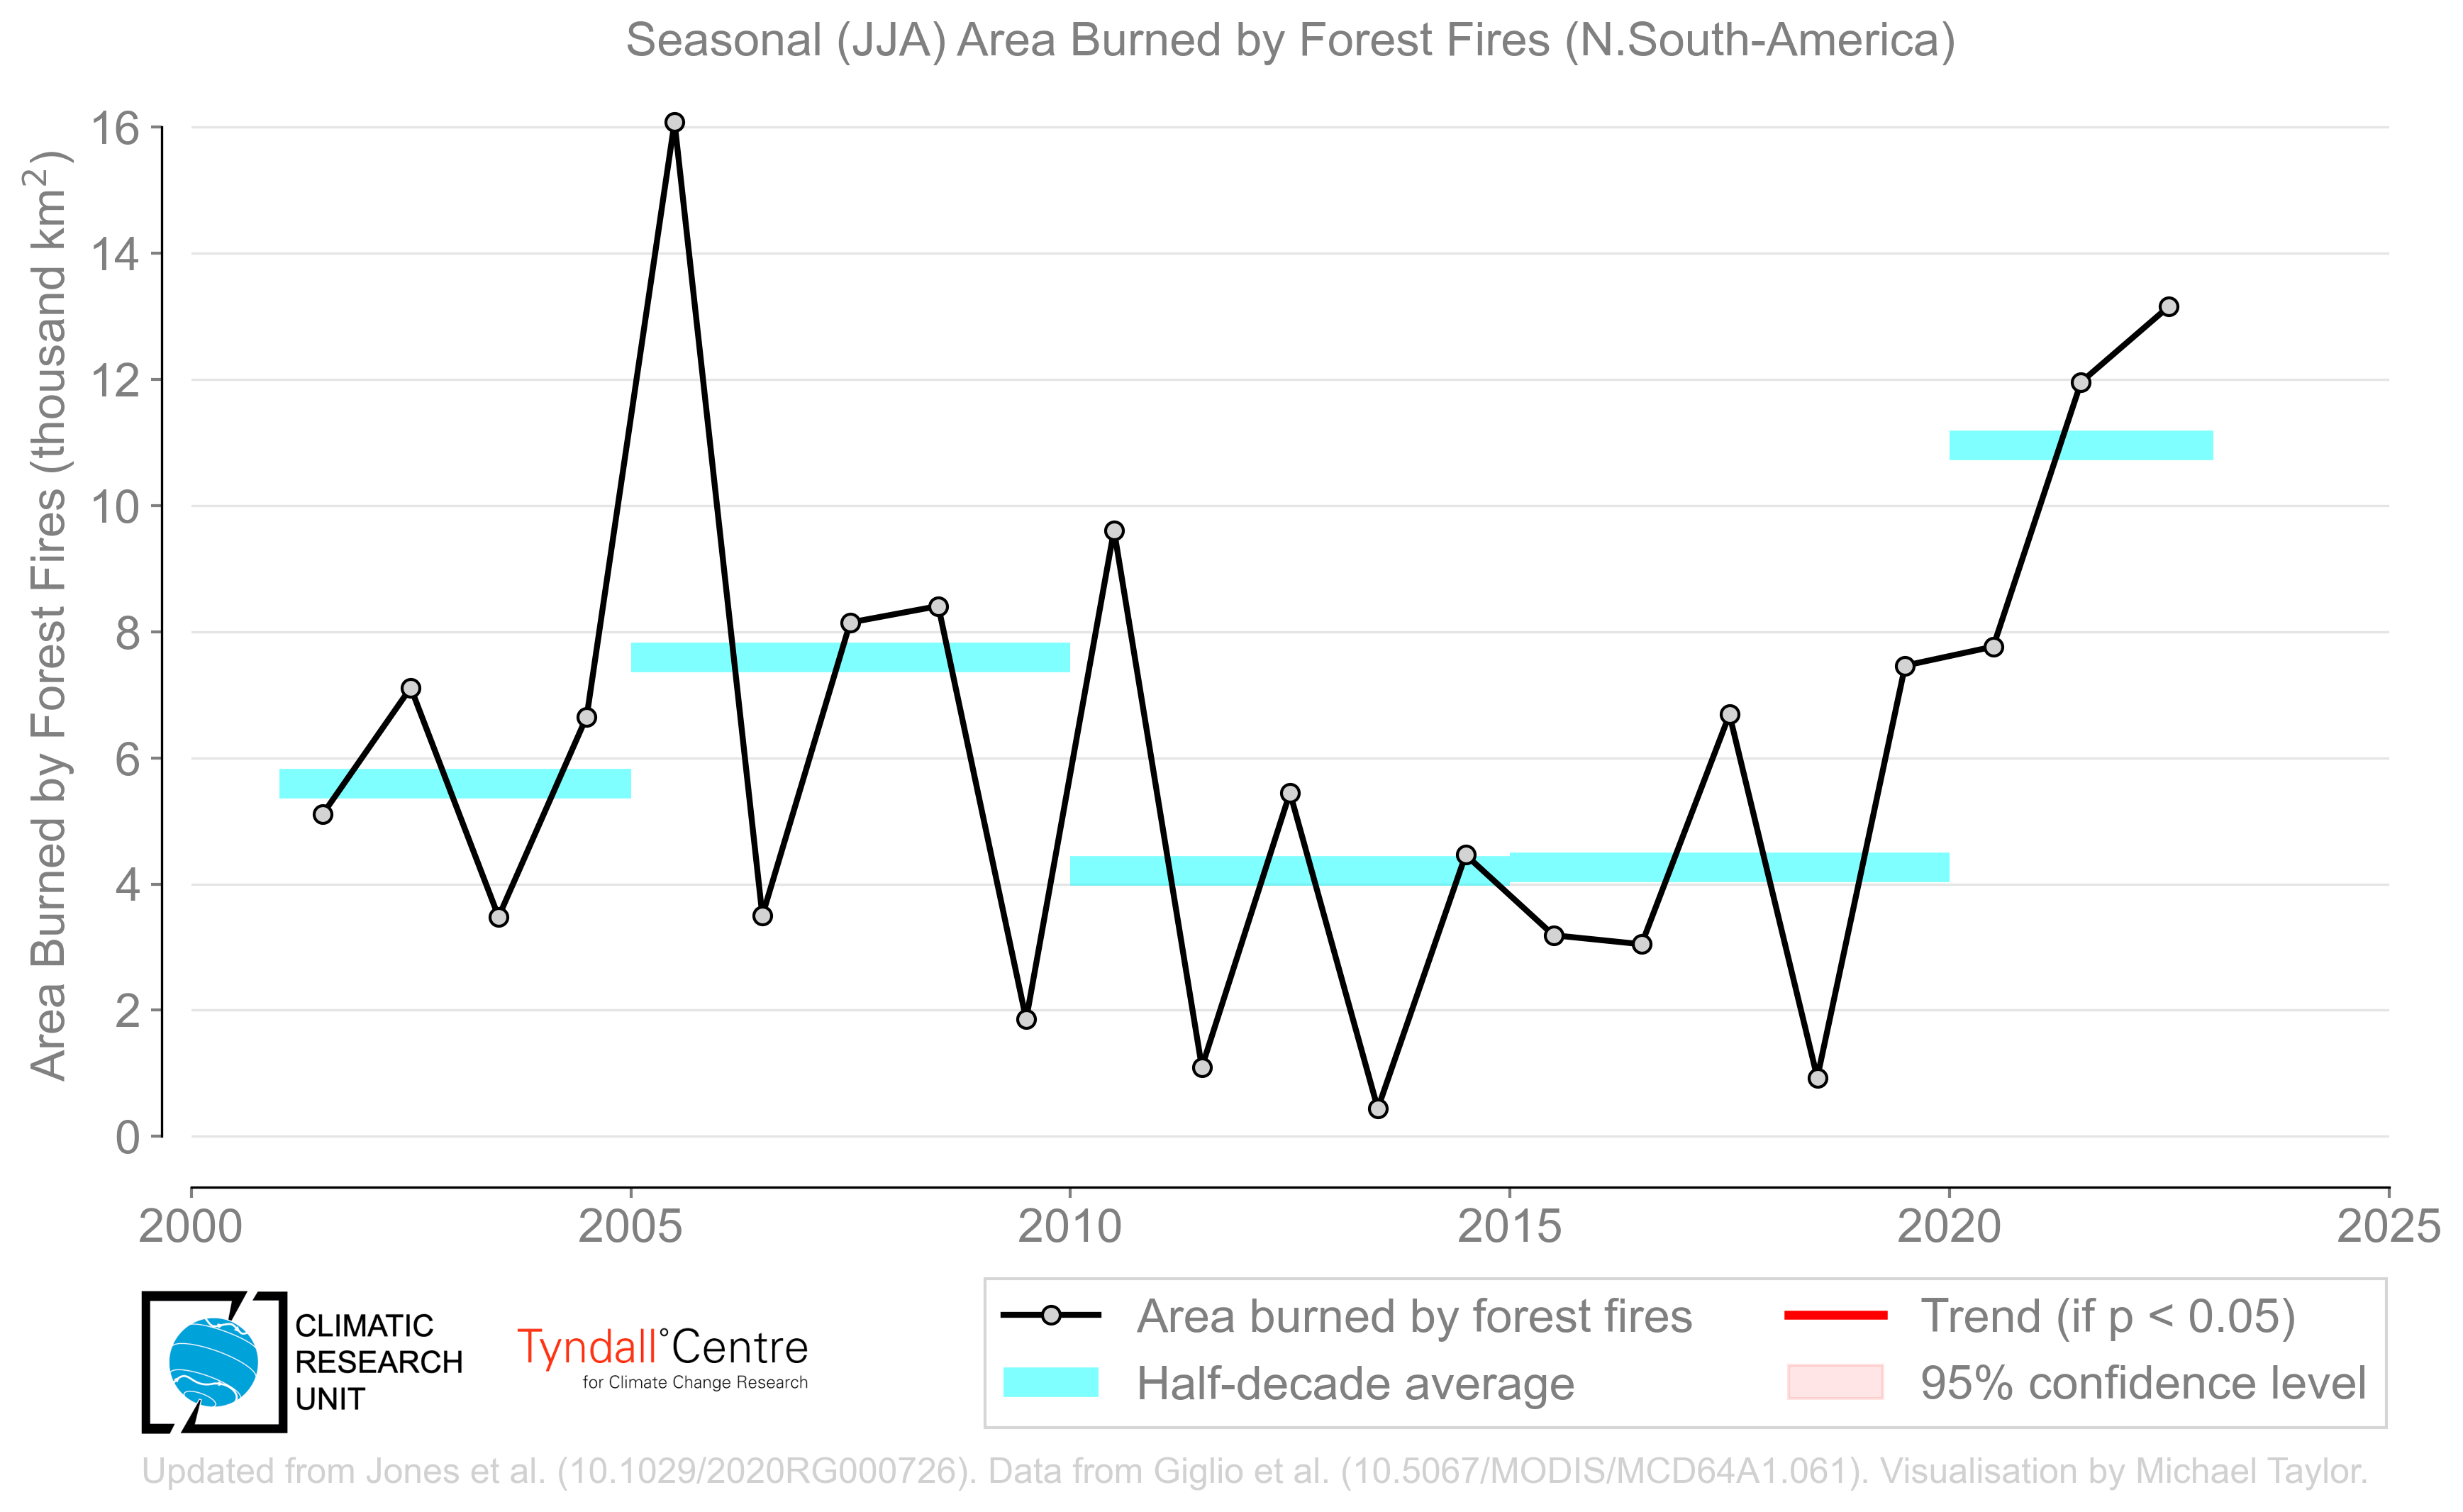 Seasonal (JJA) Area Burned by Forest Fires (N.South-America)
Area Burned by Forest Fires (thousand km²)
16
14
12
10
8
6
4
2
0
2000 2005 2010 2015 2020 2025
CLIMATIC
RESEARCH
UNIT
Tyndall°Centre
for Climate Change Research
Area burned by forest fires
Trend (if p < 0.05)
Half-decade average
95% confidence level
Updated from Jones et al. (10.1029/2020RG000726). Data from Giglio et al. (10.5067/MODIS/MCD64A1.061). Visualisation by Michael Taylor.